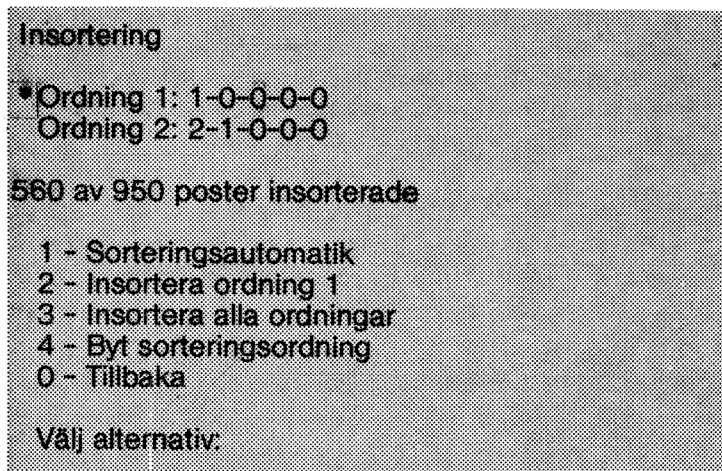 Insortering
*Ordning 1: 1-0-0-0-0
Ordning 2: 2-1-0-0-0
560 av 950 poster insorterade
1 - Sorteringsautomatik
2 - Insortera ordning 1
3 - Insortera alla ordningar
4 - Byt sorteringsordning
0 - Tillbaka
Välj alternativ: